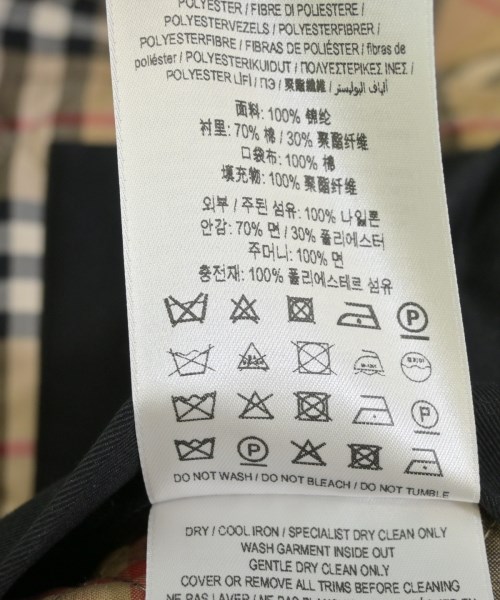 POLYESTER / FIBRE DI POLIESTERE /
POLYESTERVEZELS / POLYESTERFIBRER /
POLYESTERFIBRE / FIBRAS DE POLIÉSTER / fibras de
poliéster / POLYESTERIKUIDUT / ΠΟΛΥΕΣΤΕΡΙΚΕΣ ΙΝΕΣ /
POLYESTER LİFİ / ПЭ / 聚酯纖維 / ألياف البوليستر
面料: 100% 锦纶
衬里: 70% 棉 / 30% 聚酯纤维
口袋布: 100% 棉
填充物: 100% 聚酯纤维
외부 / 주된 섬유: 100% 나일론
안감: 70% 면 / 30% 폴리에스터
주머니: 100% 면
충전재: 100% 폴리에스테르 섬유
P
P
P
DO NOT WASH / DO NOT BLEACH / DO NOT TUMBLE
DRY / COOL IRON / SPECIALIST DRY CLEAN ONLY
WASH GARMENT INSIDE OUT
GENTLE DRY CLEAN ONLY
COVER OR REMOVE ALL TRIMS BEFORE CLEANING
NE PAS LAVER / NE PAS